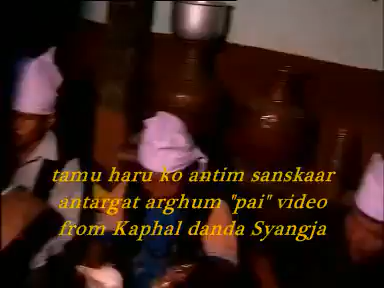 tamu haru ko antim sanskaar
antargat arghum "pai" video
from Kaphal danda Syangja